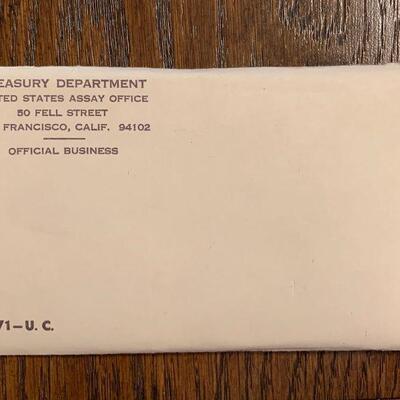 EASURY DEPARTMENT
TED STATES ASSAY OFFICE
50 FELL STREET
FRANCISCO, CALIF. 94102
OFFICIAL BUSINESS
71-U. C.